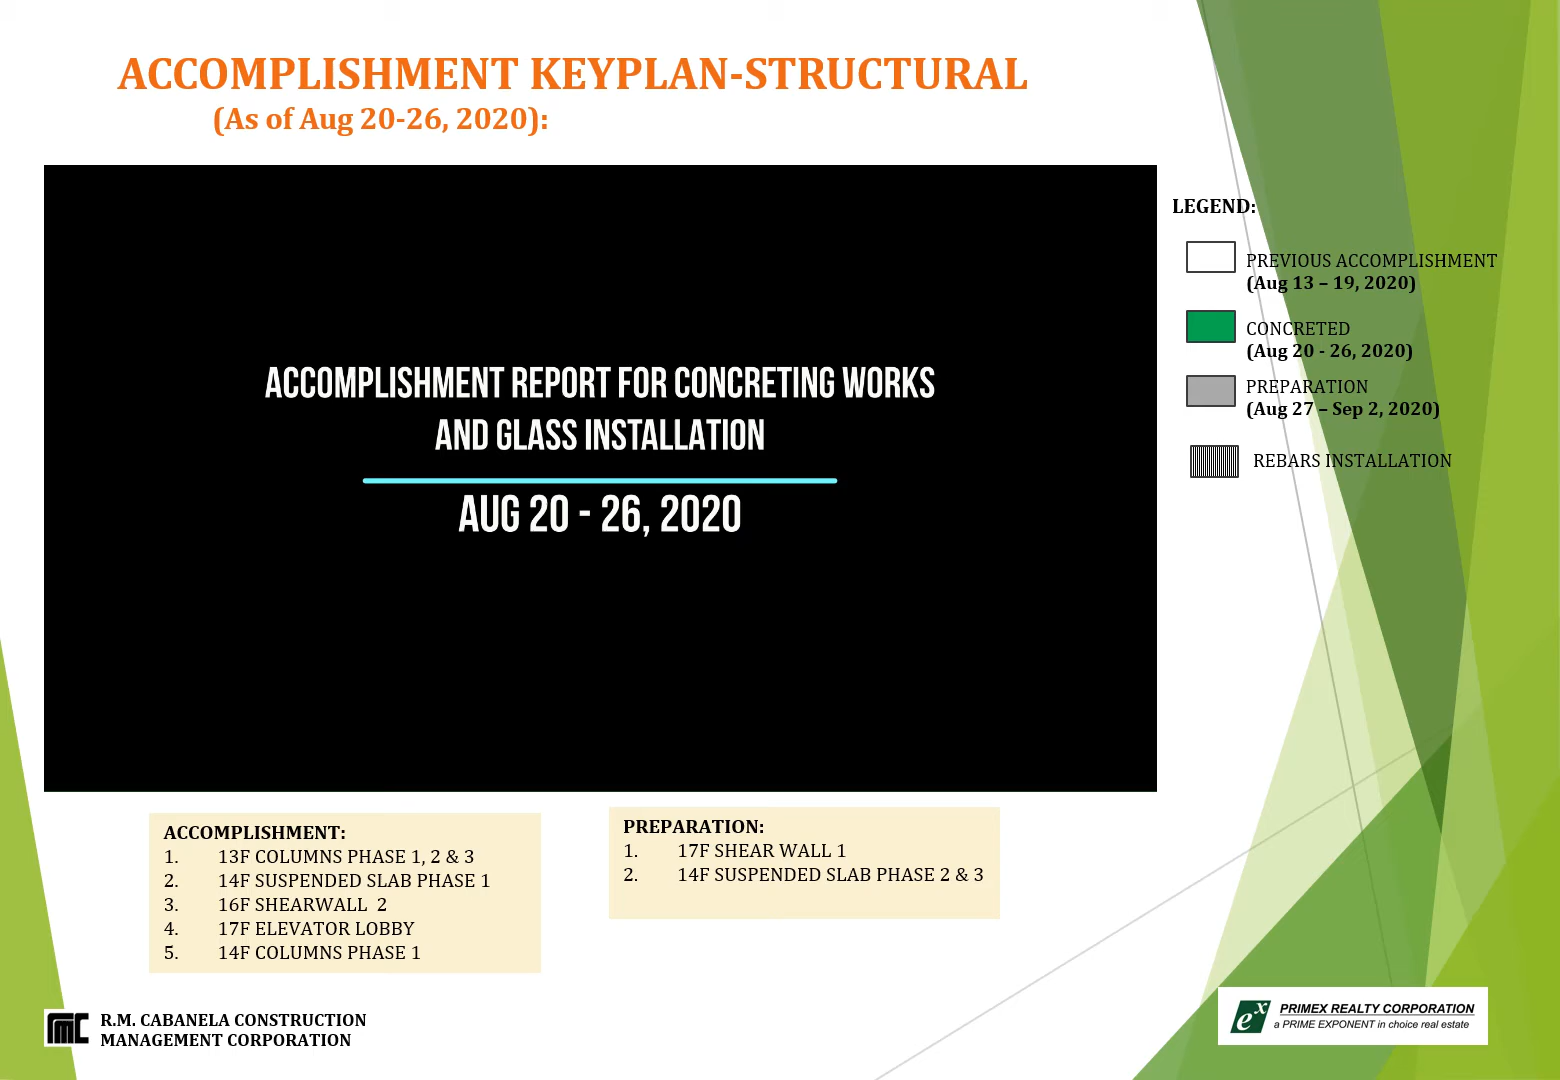 ACCOMPLISHMENT KEYPLAN-STRUCTURAL
(As of Aug 20-26, 2020):
ACCOMPLISHMENT REPORT FOR CONCRETING WORKS
AND GLASS INSTALLATION
AUG 20 - 26, 2020
LEGEND:
PREVIOUS ACCOMPLISHMENT
(Aug 13 – 19, 2020)
CONCRETED
(Aug 20 - 26, 2020)
PREPARATION
(Aug 27 – Sep 2, 2020)
REBARS INSTALLATION
ACCOMPLISHMENT:
1. 13F COLUMNS PHASE 1, 2 & 3
2. 14F SUSPENDED SLAB PHASE 1
3. 16F SHEARWALL 2
4. 17F ELEVATOR LOBBY
5. 14F COLUMNS PHASE 1
PREPARATION:
1. 17F SHEAR WALL 1
2. 14F SUSPENDED SLAB PHASE 2 & 3
RMC
R.M. CABANELA CONSTRUCTION
MANAGEMENT CORPORATION
ex
PRIMEX REALTY CORPORATION
a PRIME EXPONENT in choice real estate